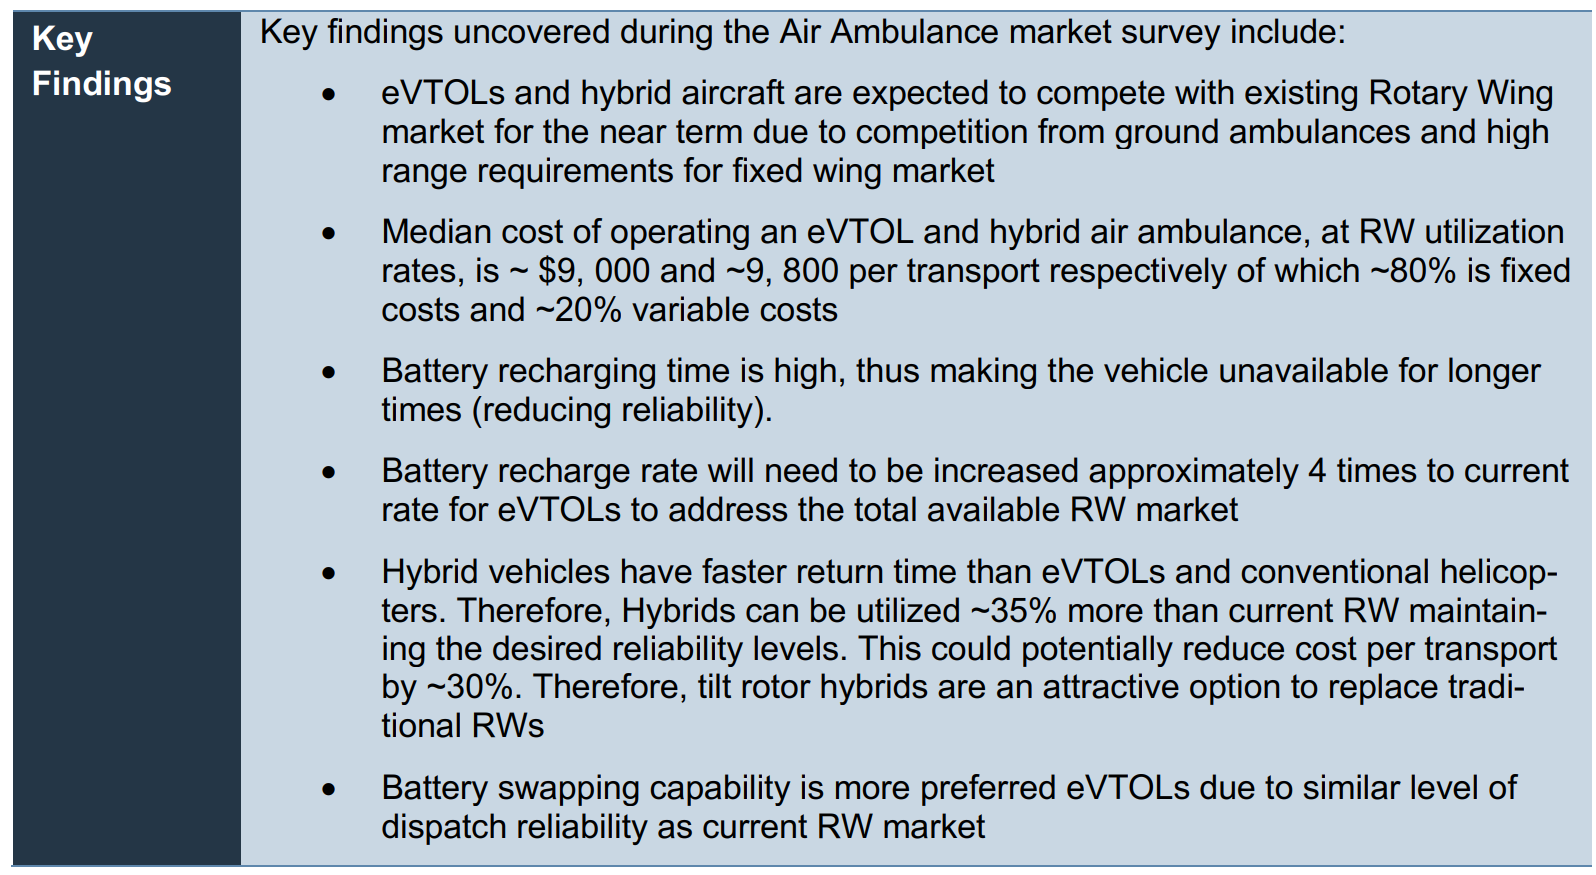 Key
Findings
Key findings uncovered during the Air Ambulance market survey include:
• eVTOLs and hybrid aircraft are expected to compete with existing Rotary Wing
market for the near term due to competition from ground ambulances and high
range requirements for fixed wing market
• Median cost of operating an eVTOL and hybrid air ambulance, at RW utilization
rates, is ~ $9, 000 and ~9, 800 per transport respectively of which ~80% is fixed
costs and ~20% variable costs
• Battery recharging time is high, thus making the vehicle unavailable for longer
times (reducing reliability).
• Battery recharge rate will need to be increased approximately 4 times to current
rate for eVTOLs to address the total available RW market
• Hybrid vehicles have faster return time than eVTOLs and conventional helicop-
ters. Therefore, Hybrids can be utilized ~35% more than current RW maintain-
ing the desired reliability levels. This could potentially reduce cost per transport
by ~30%. Therefore, tilt rotor hybrids are an attractive option to replace tradi-
tional RWs
• Battery swapping capability is more preferred eVTOLs due to similar level of
dispatch reliability as current RW market